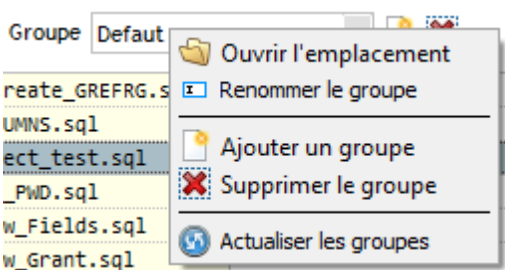 Groupe Defaut
Ouvrir l'emplacement
reate_GREFRG.s
Renommer le groupe
UMNS.sql
ect_test.sql
Ajouter un groupe
_PWD.sql
Supprimer le groupe
w_Fields.sql
Actualiser les groupes
w_Grant.sql